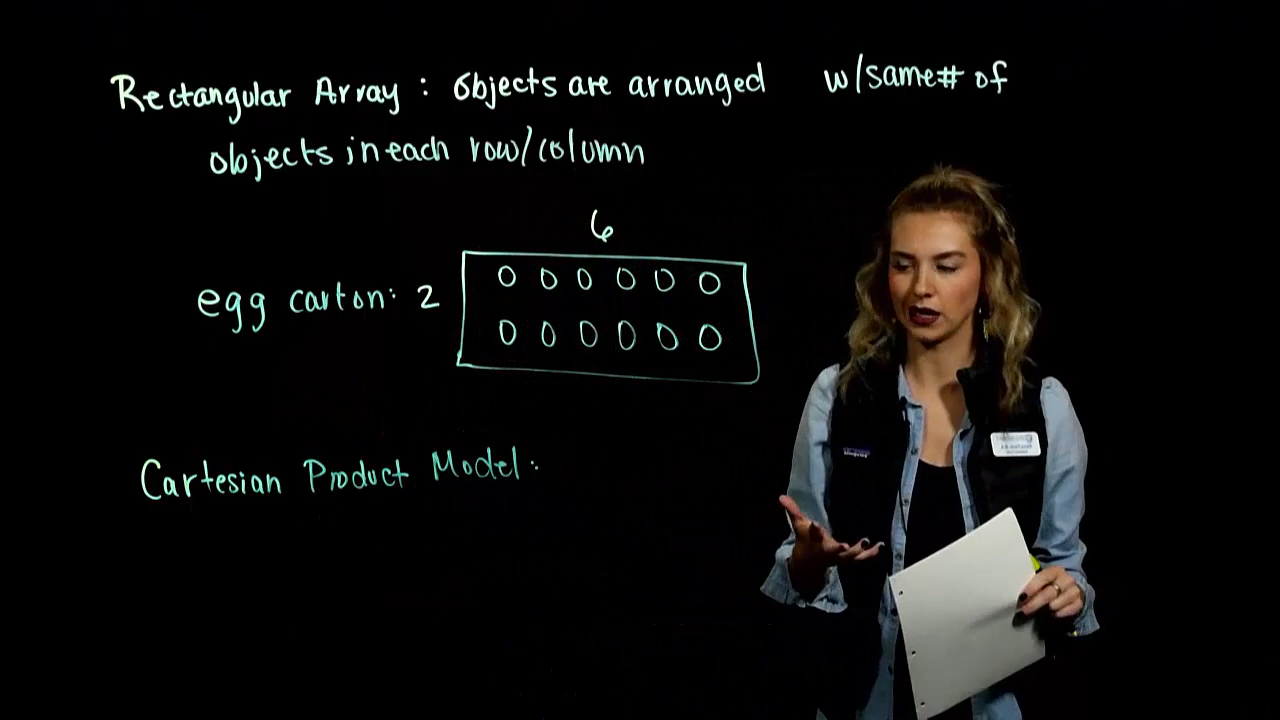 Rectangular Array : objects are arranged w/same# of
objects in each row/column
6
egg carton: 2
Cartesian Product Model: